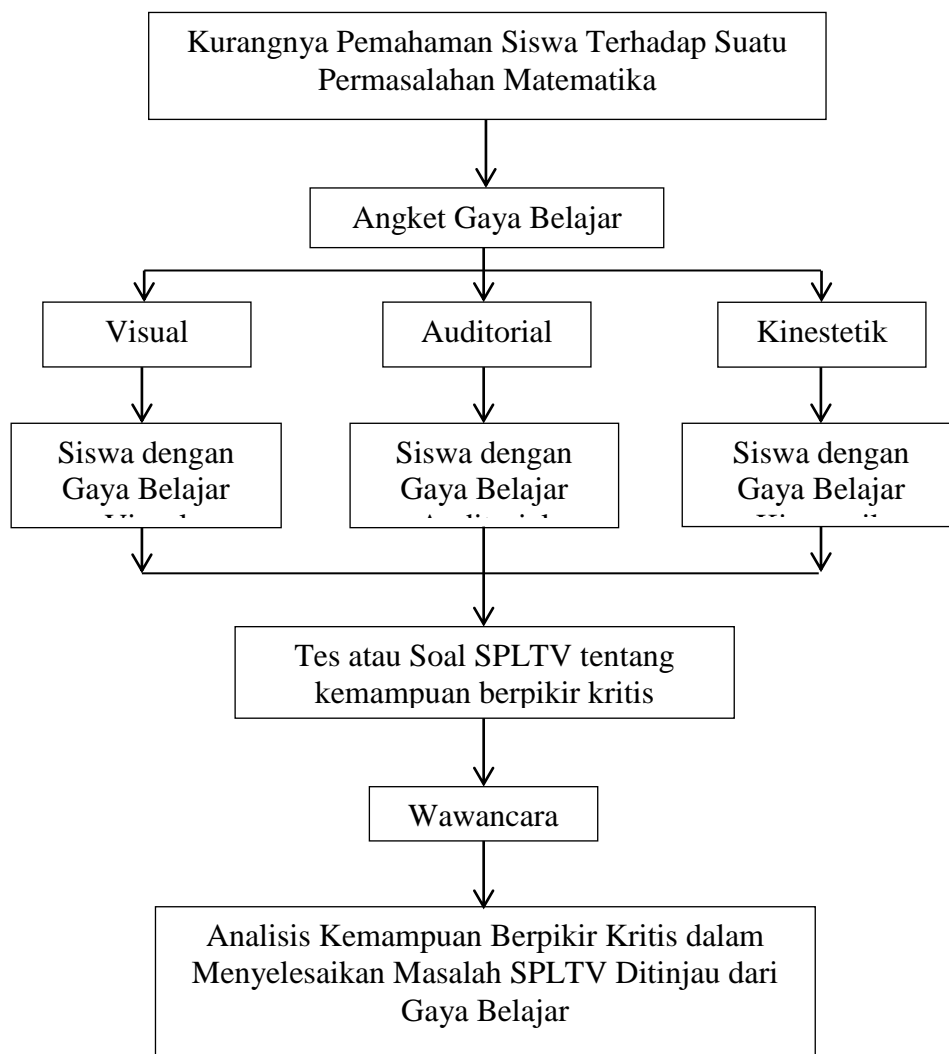 Kurangnya Pemahaman Siswa Terhadap Suatu
Permasalahan Matematika
Angket Gaya Belajar
Visual
Auditorial
Kinestetik
Siswa dengan
Gaya Belajar
Siswa dengan
Gaya Belajar
Siswa dengan
Gaya Belajar
Tes atau Soal SPLTV tentang
kemampuan berpikir kritis
Wawancara
Analisis Kemampuan Berpikir Kritis dalam
Menyelesaikan Masalah SPLTV Ditinjau dari
Gaya Belajar